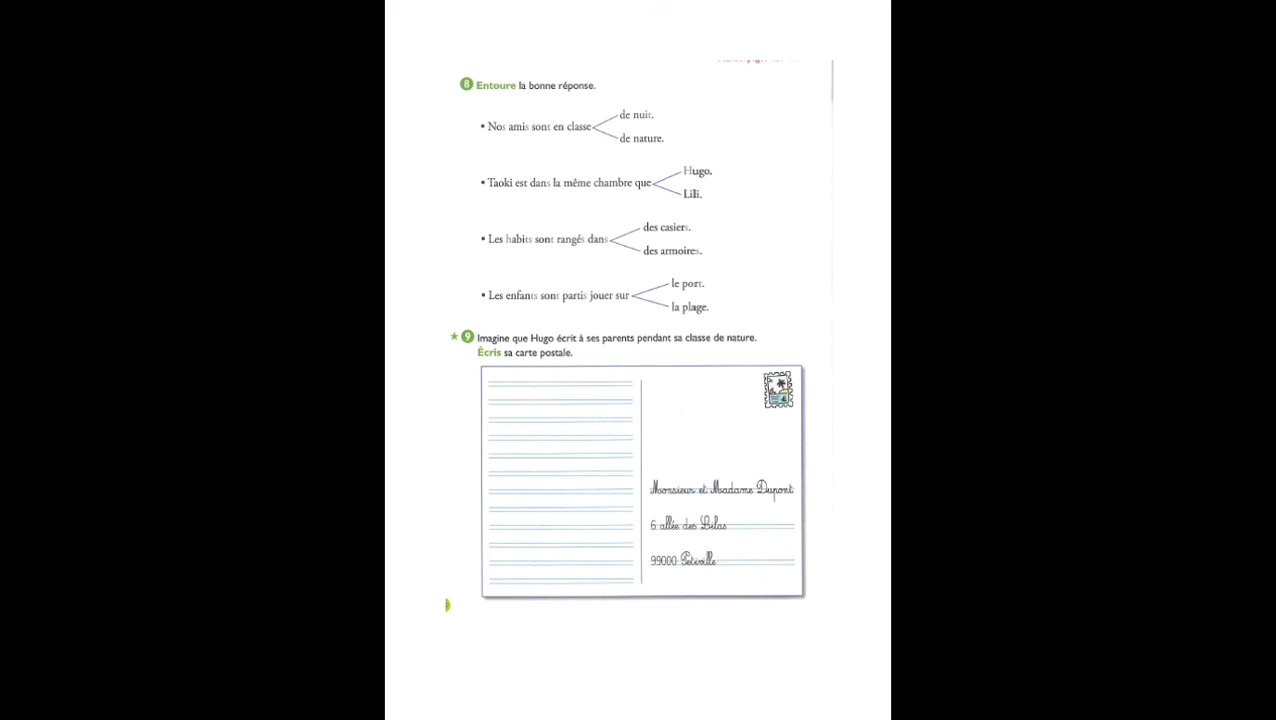 8 Entoure la bonne réponse.
• Nos amis sont en classe
de nuit.
de nature.
• Taoki est dans la même chambre que
Hugo.
Lili.
• Les habits sont rangés dans
des casiers.
des armoires.
• Les enfants sont partis jouer sur
le port.
la plage.
★ 9 Imagine que Hugo écrit à ses parents pendant sa classe de nature.
Écris sa carte postale.
Monsieur et Madame Dupont
6 allée des Lilas
99000 Petiville